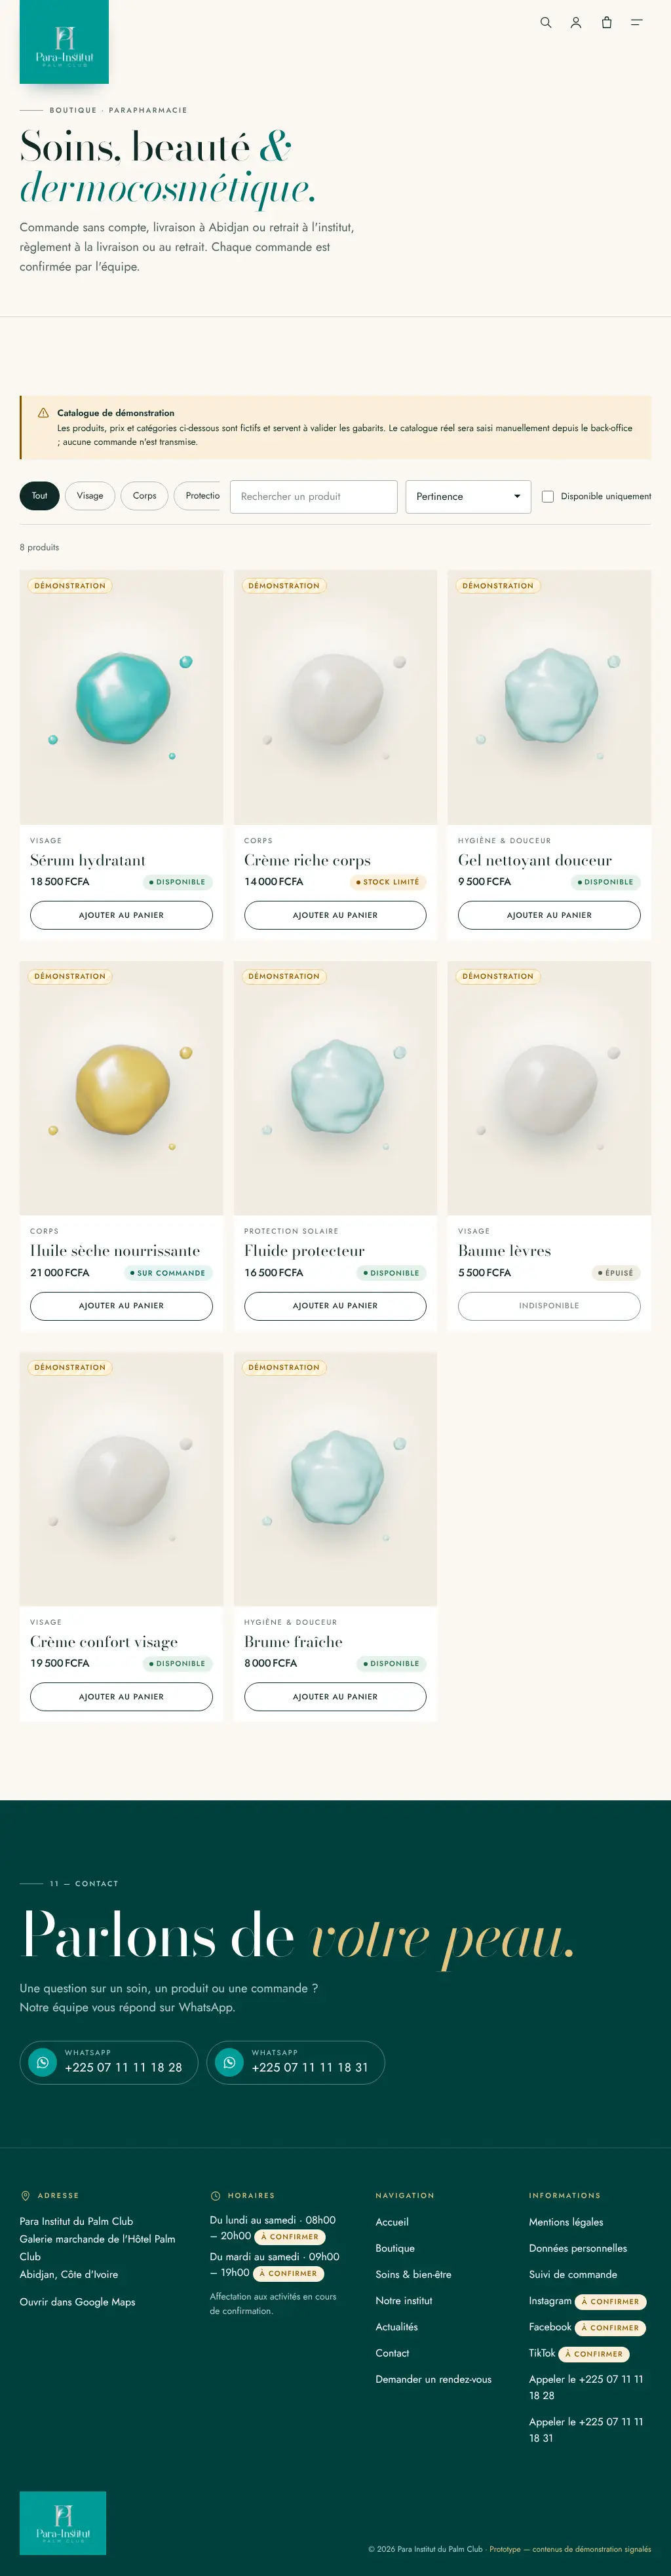 Para-Institut
PALM CLUB
BOUTIQUE · PARAPHARMACIE
Soins, beauté &
dermocosmétique.
Commande sans compte, livraison à Abidjan ou retrait à l'institut,
règlement à la livraison ou au retrait. Chaque commande est
confirmée par l'équipe.
Catalogue de démonstration
Les produits, prix et catégories ci-dessous sont fictifs et servent à valider les gabarits. Le catalogue réel sera saisi manuellement depuis le back-office
; aucune commande n'est transmise.
Tout Visage Corps Protectio Rechercher un produit Pertinence Disponible uniquement
8 produits
DÉMONSTRATION DÉMONSTRATION DÉMONSTRATION
VISAGE CORPS HYGIÈNE & DOUCEUR
Sérum hydratant Crème riche corps Gel nettoyant douceur
18 500 FCFA DISPONIBLE 14 000 FCFA STOCK LIMITÉ 9 500 FCFA DISPONIBLE
AJOUTER AU PANIER AJOUTER AU PANIER AJOUTER AU PANIER
DÉMONSTRATION DÉMONSTRATION DÉMONSTRATION
CORPS PROTECTION SOLAIRE VISAGE
Huile sèche nourrissante Fluide protecteur Baume lèvres
21 000 FCFA SUR COMMANDE 16 500 FCFA DISPONIBLE 5 500 FCFA ÉPUISÉ
AJOUTER AU PANIER AJOUTER AU PANIER INDISPONIBLE
DÉMONSTRATION DÉMONSTRATION
VISAGE HYGIÈNE & DOUCEUR
Crème confort visage Brume fraîche
19 500 FCFA DISPONIBLE 8 000 FCFA DISPONIBLE
AJOUTER AU PANIER AJOUTER AU PANIER
11 — CONTACT
Parlons de votre peau.
Une question sur un soin, un produit ou une commande ?
Notre équipe vous répond sur WhatsApp.
WHATSAPP WHATSAPP
+225 07 11 11 18 28 +225 07 11 11 18 31
ADRESSE
Para Institut du Palm Club
Galerie marchande de l'Hôtel Palm
Club
Abidjan, Côte d'Ivoire
Ouvrir dans Google Maps
HORAIRES
Du lundi au samedi · 08h00
– 20h00 À CONFIRMER
Du mardi au samedi · 09h00
– 19h00 À CONFIRMER
Affectation aux activités en cours
de confirmation.
NAVIGATION
Accueil
Boutique
Soins & bien-être
Notre institut
Actualités
Contact
Demander un rendez-vous
INFORMATIONS
Mentions légales
Données personnelles
Suivi de commande
Instagram À CONFIRMER
Facebook À CONFIRMER
TikTok À CONFIRMER
Appeler le +225 07 11 11
18 28
Appeler le +225 07 11 11
18 31
Para-Institut
PALM CLUB
© 2026 Para Institut du Palm Club · Prototype — contenus de démonstration signalés